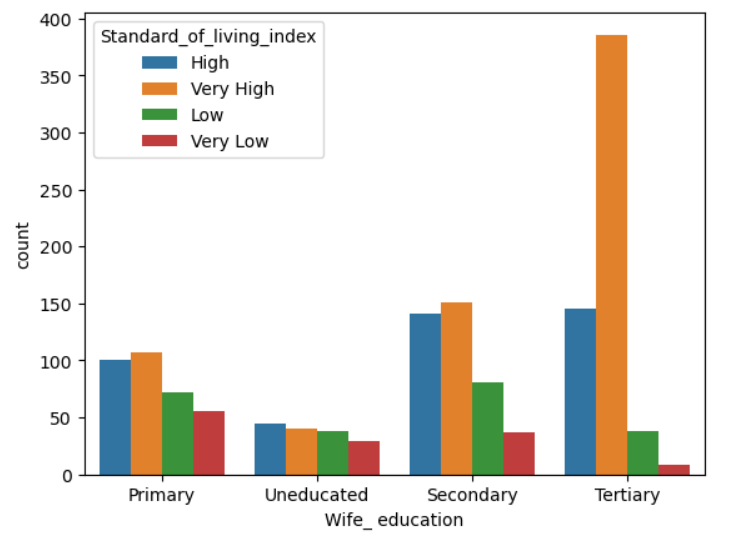 400
350
300
250
200
150
100
50
0
count
Standard_of_living_index
High
Very High
Low
Very Low
Primary Uneducated Secondary Tertiary
Wife_ education